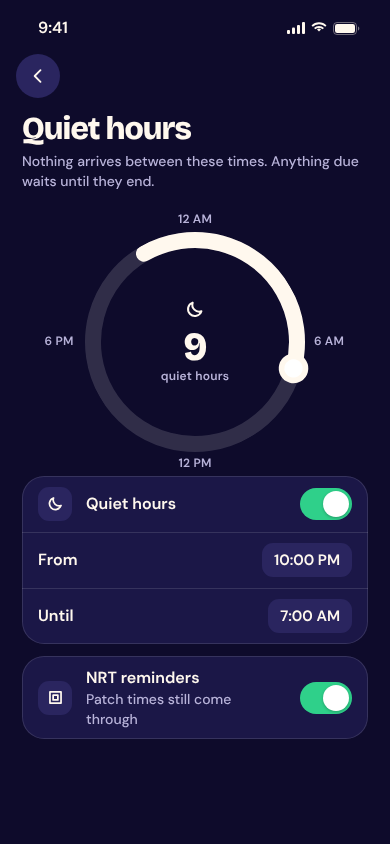 9:41
Quiet hours
Nothing arrives between these times. Anything due
waits until they end.
12 AM
6 PM
9
quiet hours
6 AM
12 PM
Quiet hours
From
10:00 PM
Until
7:00 AM
NRT reminders
Patch times still come
through